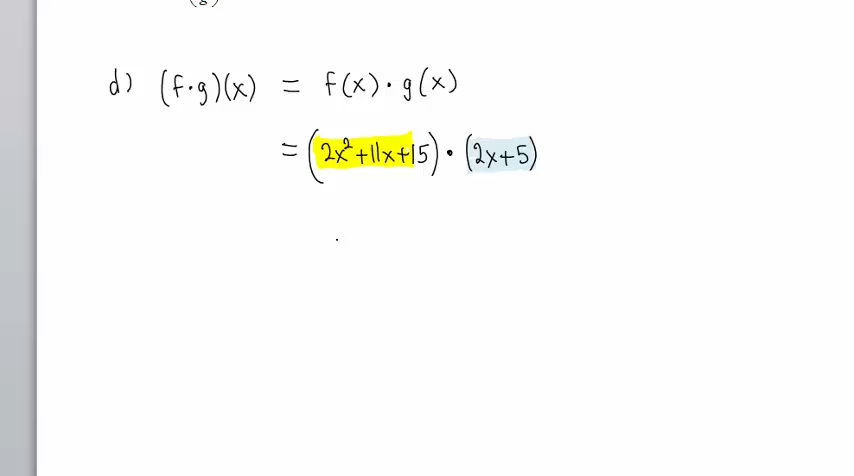 (g)
d) (f·g)(x) = f(x)·g(x)
= (2x²+11x+15)·(2x+5)